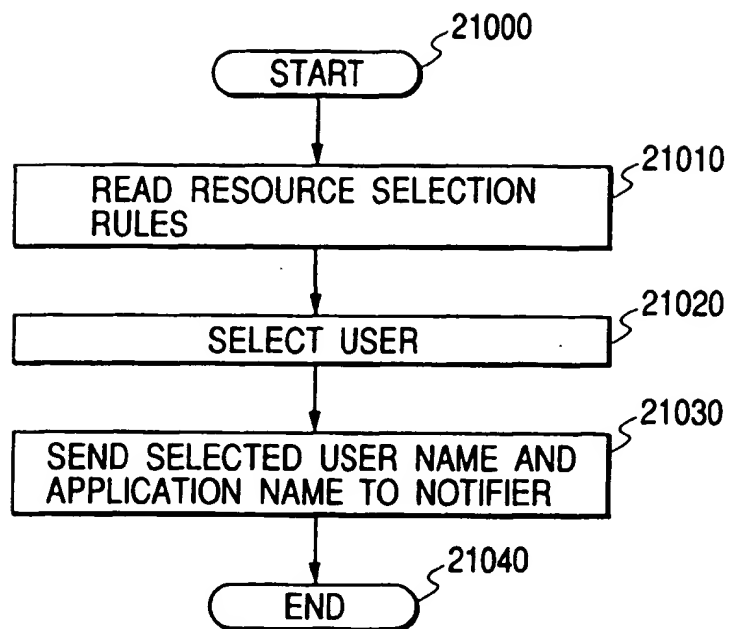 21000
START
21010
READ RESOURCE SELECTION
RULES
21020
SELECT USER
21030
SEND SELECTED USER NAME AND
APPLICATION NAME TO NOTIFIER
21040
END